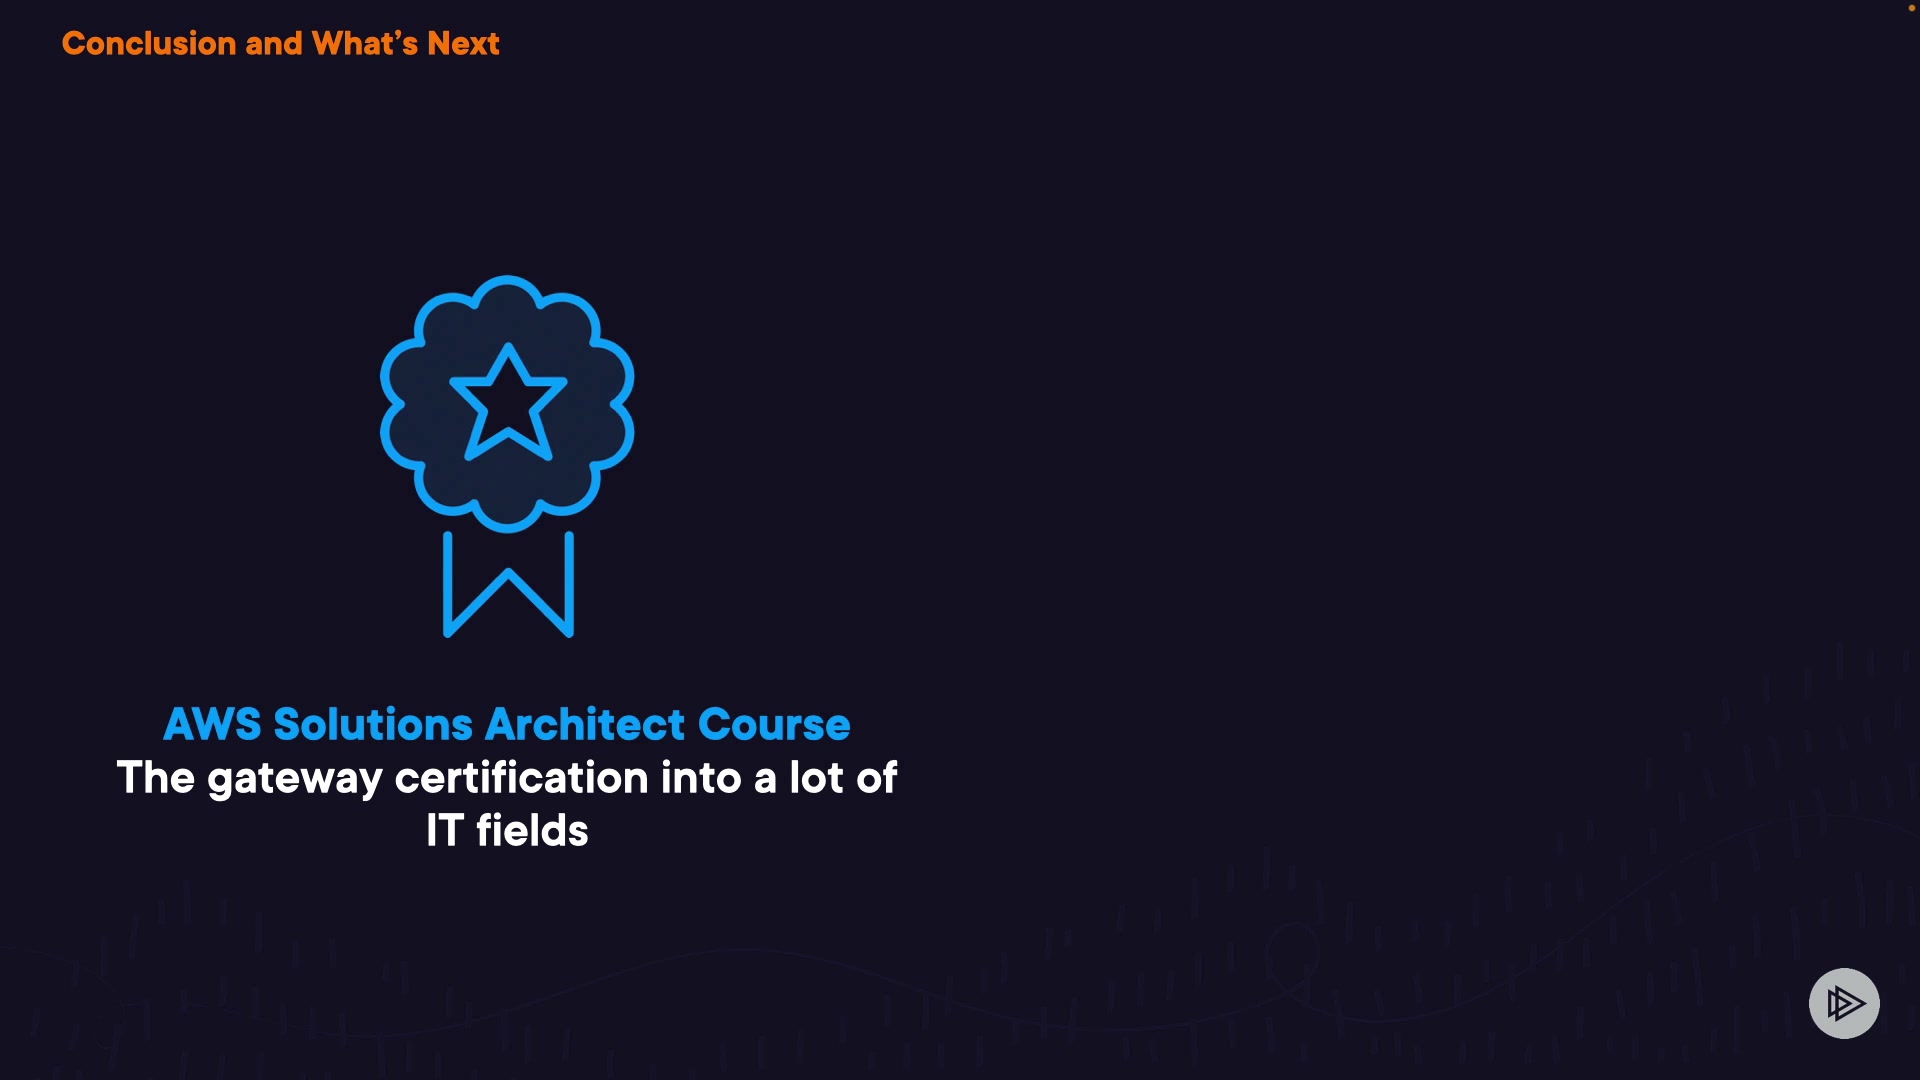 Conclusion and What’s Next
AWS Solutions Architect Course
The gateway certification into a lot of
IT fields